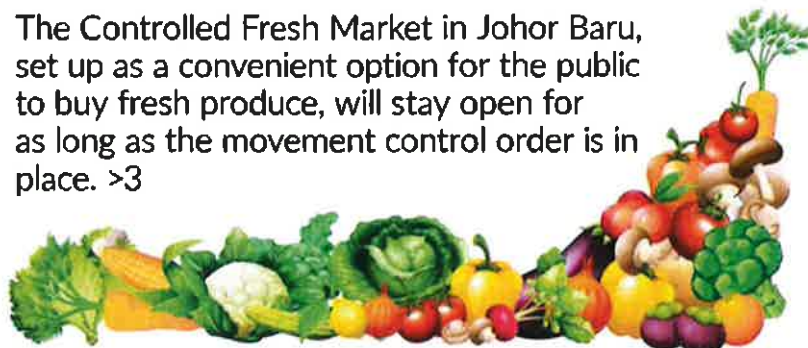 The Controlled Fresh Market in Johor Baru,
set up as a convenient option for the public
to buy fresh produce, will stay open for
as long as the movement control order is in
place. >3